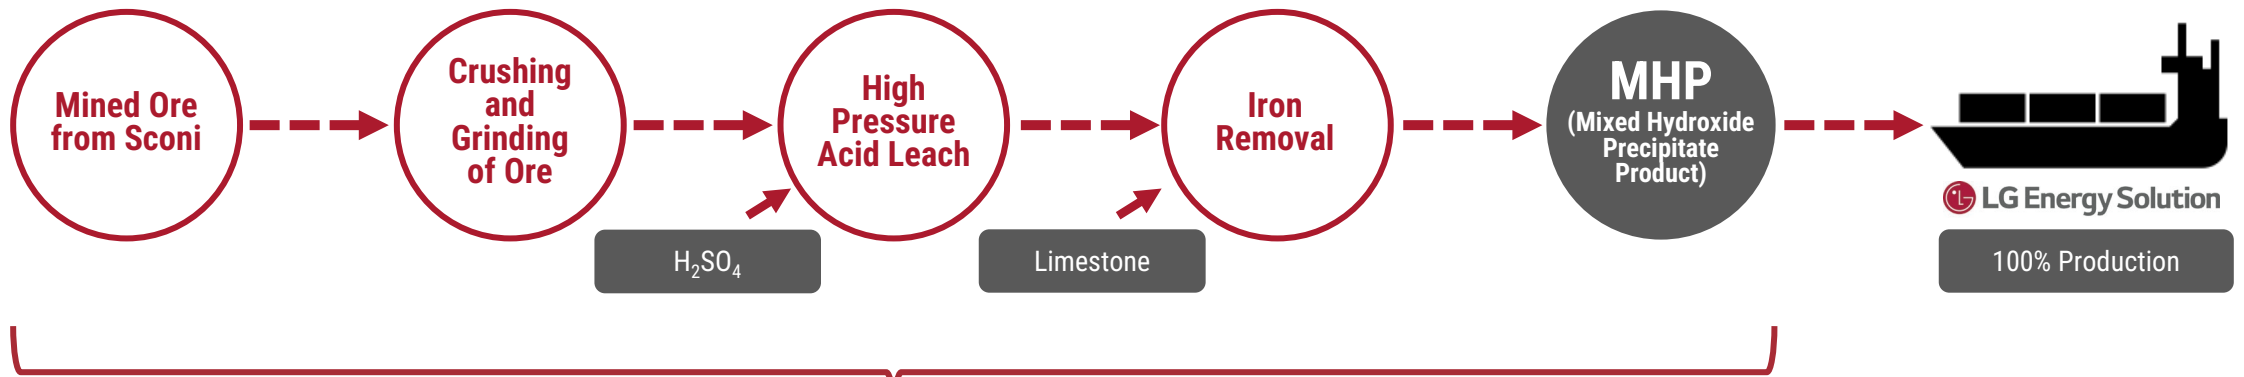 Mined Ore
from Sconi
Crushing
and
Grinding
of Ore
High
Pressure
Acid Leach
Iron
Removal
MHP
(Mixed Hydroxide
Precipitate
Product)
LG Energy Solution
H₂SO₄
Limestone
100% Production